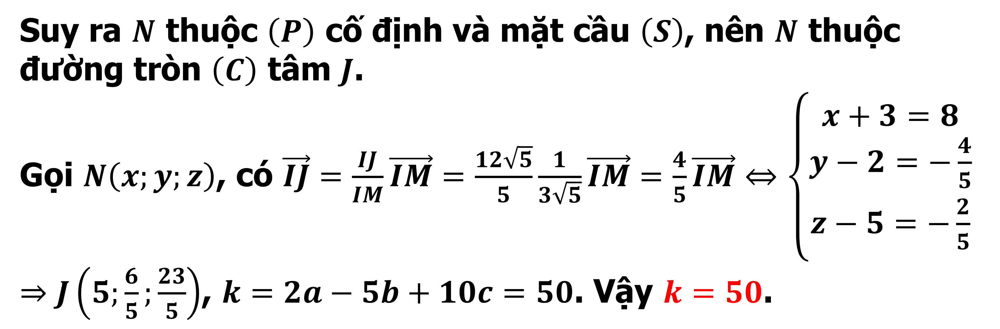 Suy ra $N$ thuộc $(P)$ cố định và mặt cầu $(S)$, nên $N$ thuộc
đường tròn $(C)$ tâm $J$.
Gọi $N(x; y; z)$, có $\overrightarrow{IJ} = \frac{IJ}{IM}\overrightarrow{IM} = \frac{12\sqrt{5}}{5}\frac{1}{3\sqrt{5}}\overrightarrow{IM} = \frac{4}{5}\overrightarrow{IM} \Leftrightarrow \begin{cases} x + 3 = 8 \\ y - 2 = -\frac{4}{5} \\ z - 5 = -\frac{2}{5} \end{cases}$
$\Rightarrow J\left(5; \frac{6}{5}; \frac{23}{5}\right)$, $k = 2a - 5b + 10c = 50$. Vậy $k = 50$.